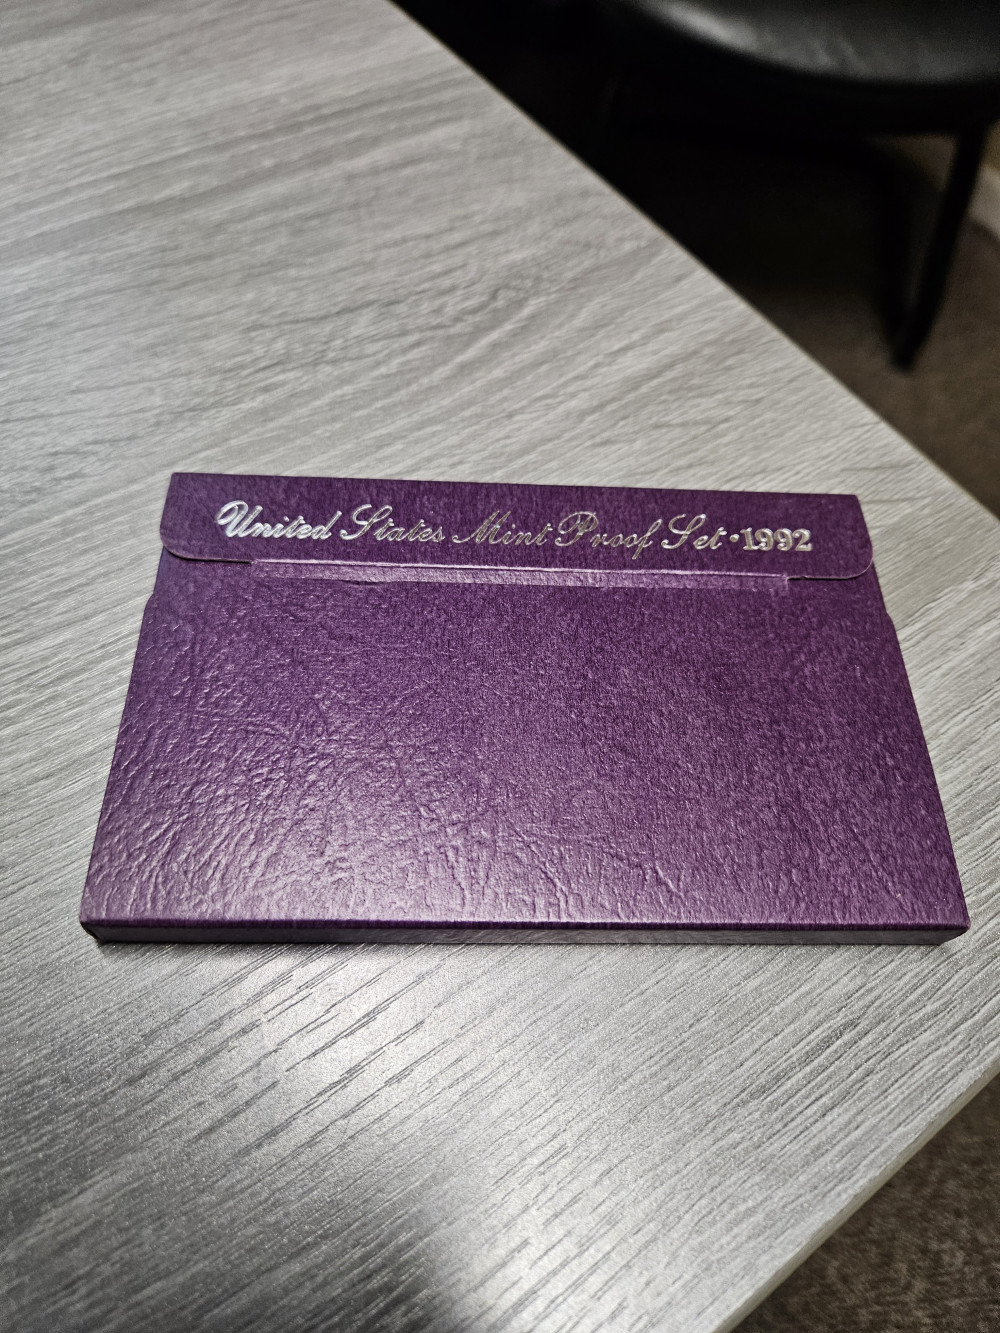 United States Mint Proof Set • 1992